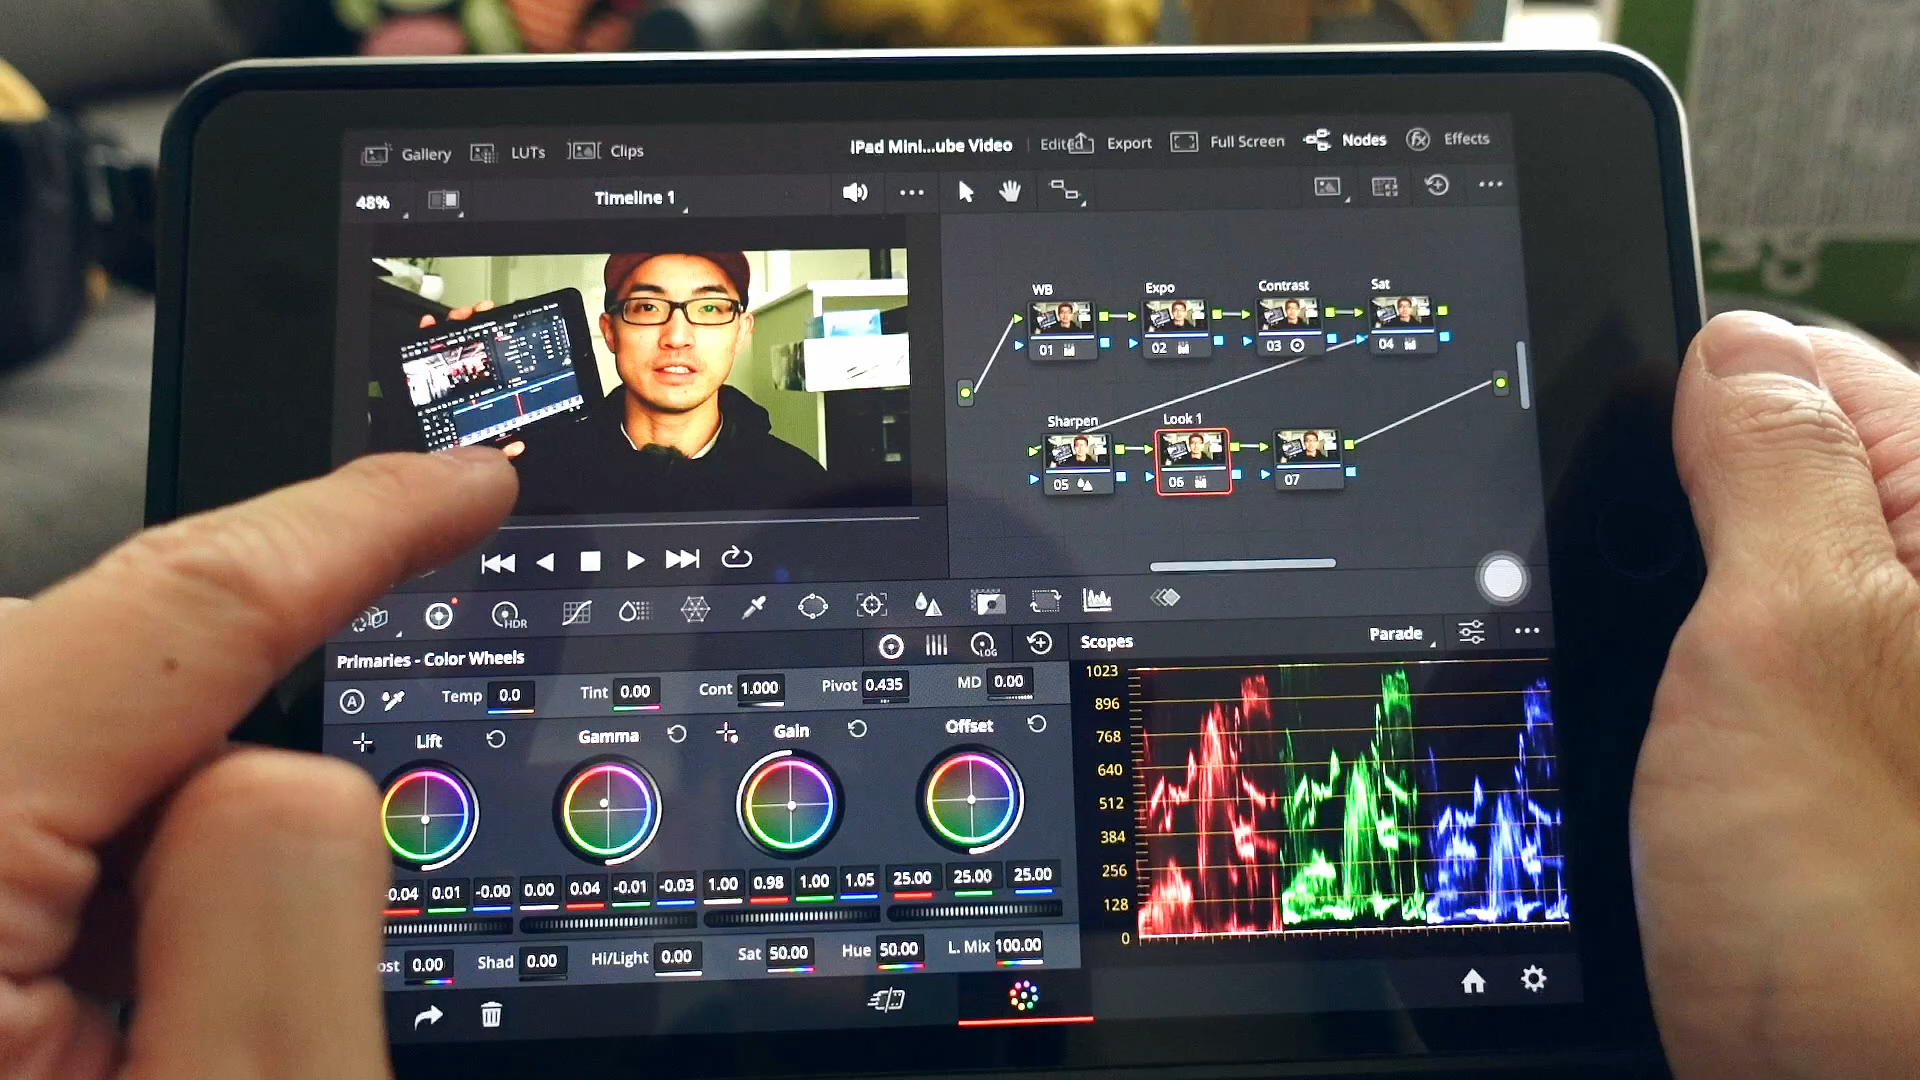 Gallery LUTs Clips iPad Mini...ube Video Edited Export Full Screen Nodes Effects
48% Timeline 1
WB Expo Contrast Sat
01 02 03 04
Sharpen Look 1
05 06 07
HDR
Primaries - Color Wheels LOG Scopes Parade
A Temp 0.0 Tint 0.00 Cont 1.000 Pivot 0.435 MD 0.00
Lift Gamma Gain Offset
-0.04 0.01 -0.00 0.00 0.04 -0.01 -0.03 1.00 0.98 1.00 1.05 25.00 25.00 25.00
ost 0.00 Shad 0.00 Hi/Light 0.00 Sat 50.00 Hue 50.00 L. Mix 100.00
1023
896
768
640
512
384
256
128
0